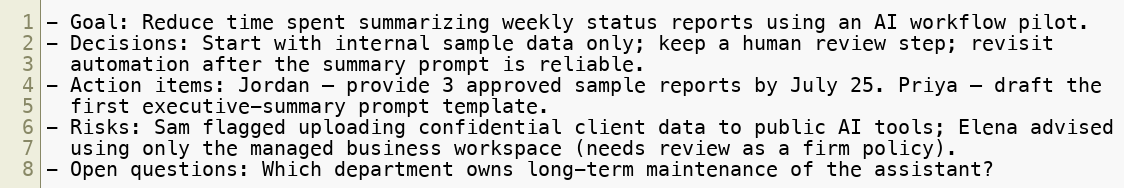 1 – Goal: Reduce time spent summarizing weekly status reports using an AI workflow pilot.
2 – Decisions: Start with internal sample data only; keep a human review step; revisit
3 automation after the summary prompt is reliable.
4 – Action items: Jordan – provide 3 approved sample reports by July 25. Priya – draft the
5 first executive–summary prompt template.
6 – Risks: Sam flagged uploading confidential client data to public AI tools; Elena advised
7 using only the managed business workspace (needs review as a firm policy).
8 – Open questions: Which department owns long–term maintenance of the assistant?